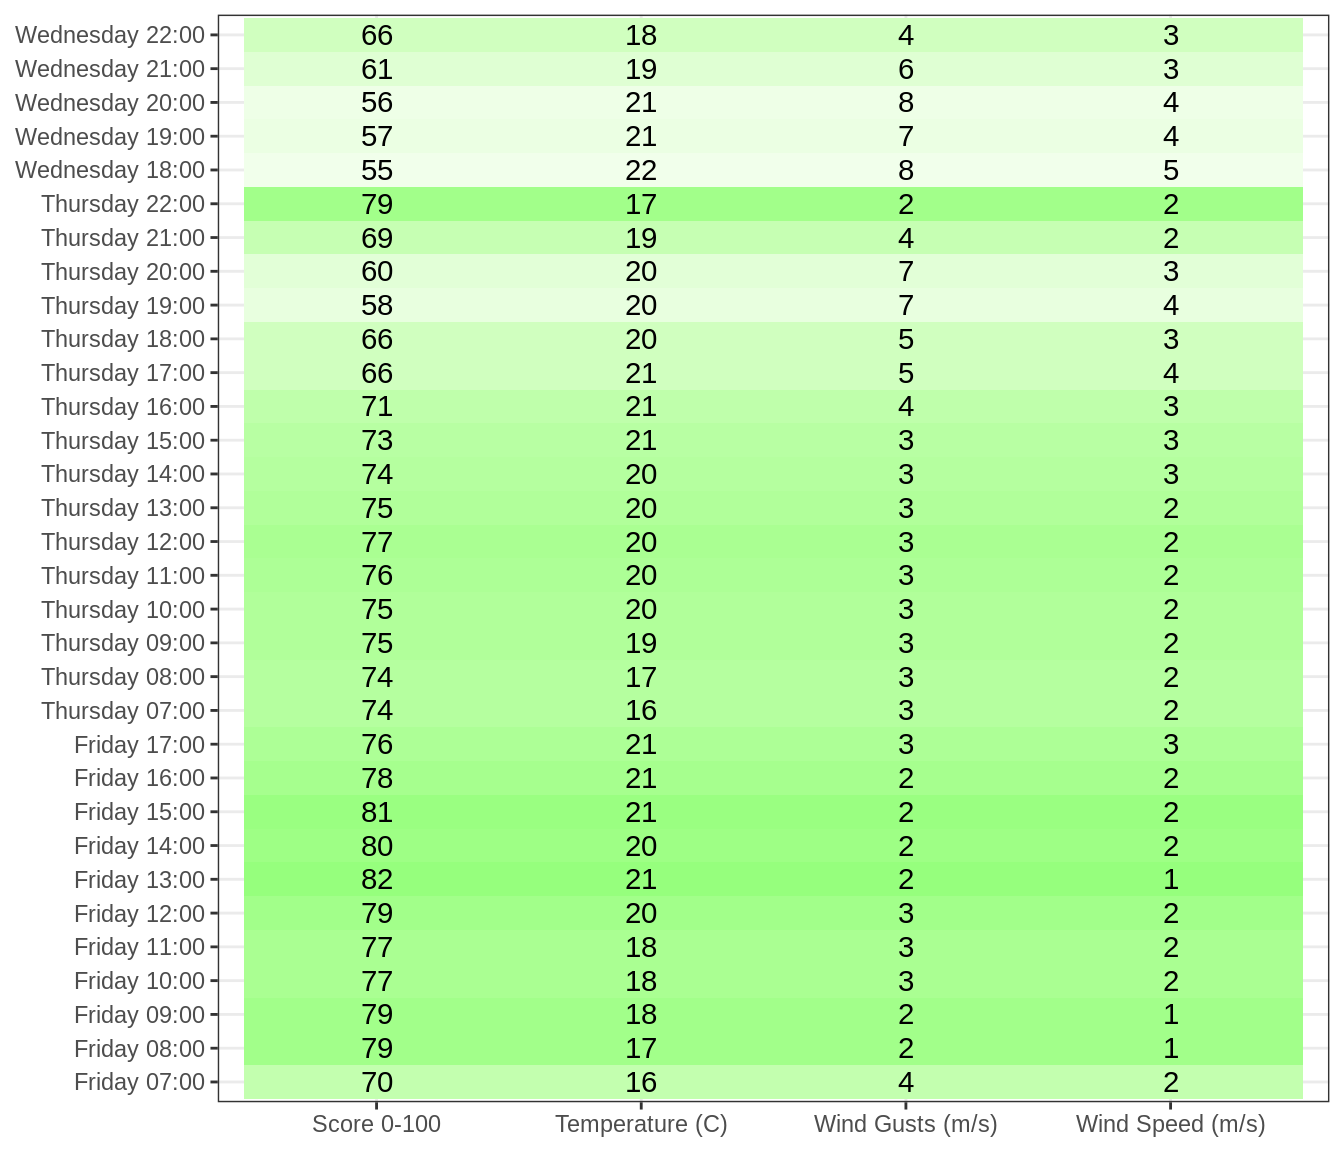 Wednesday 22:00 66 18 4 3
Wednesday 21:00 61 19 6 3
Wednesday 20:00 56 21 8 4
Wednesday 19:00 57 21 7 4
Wednesday 18:00 55 22 8 5
Thursday 22:00 79 17 2 2
Thursday 21:00 69 19 4 2
Thursday 20:00 60 20 7 3
Thursday 19:00 58 20 7 4
Thursday 18:00 66 20 5 3
Thursday 17:00 66 21 5 4
Thursday 16:00 71 21 4 3
Thursday 15:00 73 21 3 3
Thursday 14:00 74 20 3 3
Thursday 13:00 75 20 3 2
Thursday 12:00 77 20 3 2
Thursday 11:00 76 20 3 2
Thursday 10:00 75 20 3 2
Thursday 09:00 75 19 3 2
Thursday 08:00 74 17 3 2
Thursday 07:00 74 16 3 2
Friday 17:00 76 21 3 3
Friday 16:00 78 21 2 2
Friday 15:00 81 21 2 2
Friday 14:00 80 20 2 2
Friday 13:00 82 21 2 1
Friday 12:00 79 20 3 2
Friday 11:00 77 18 3 2
Friday 10:00 77 18 3 2
Friday 09:00 79 18 2 1
Friday 08:00 79 17 2 1
Friday 07:00 70 16 4 2
Score 0-100 Temperature (C) Wind Gusts (m/s) Wind Speed (m/s)